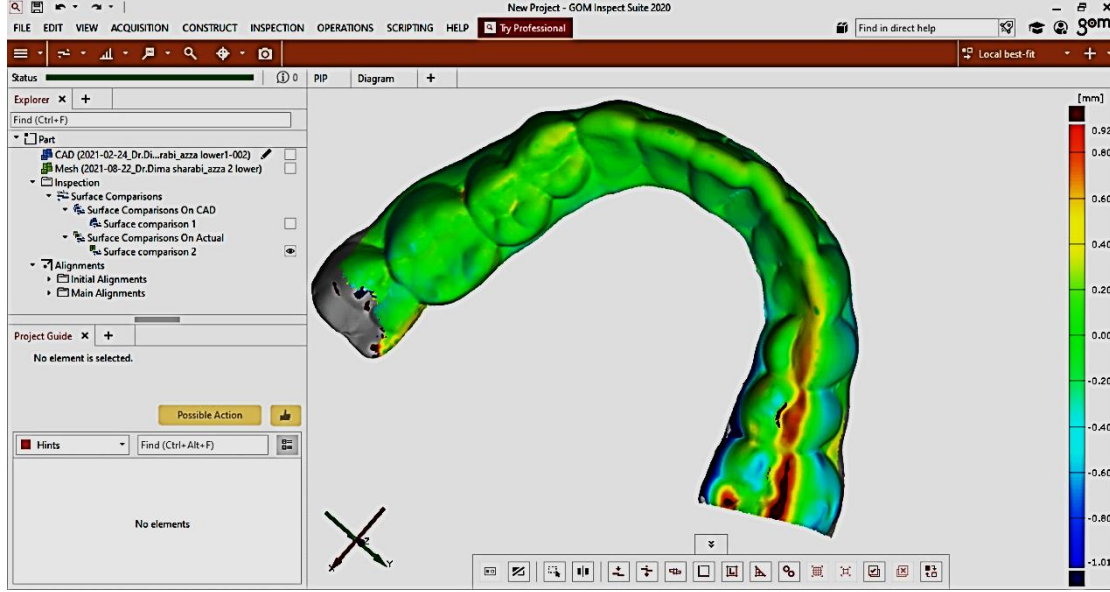 New Project - GOM Inspect Suite 2020
FILE EDIT VIEW ACQUISITION CONSTRUCT INSPECTION OPERATIONS SCRIPTING HELP Try Professional Find in direct help gom
Local best-fit
Status 0 PIP Diagram +
Explorer × +
Find (Ctrl+F)
Part
CAD (2021-02-24_Dr.Di...rabi_azza lower1-002)
Mesh (2021-08-22_Dr.Dima sharabi_azza 2 lower)
Inspection
Surface Comparisons
Surface Comparisons On CAD
Surface comparison 1
Surface Comparisons On Actual
Surface comparison 2
Alignments
Initial Alignments
Main Alignments
Project Guide × +
No element is selected.
Possible Action
Hints Find (Ctrl+Alt+F)
No elements
X Z Y
[mm]
0.92
0.80
0.60
0.40
0.20
0.00
-0.20
-0.40
-0.60
-0.80
-1.01